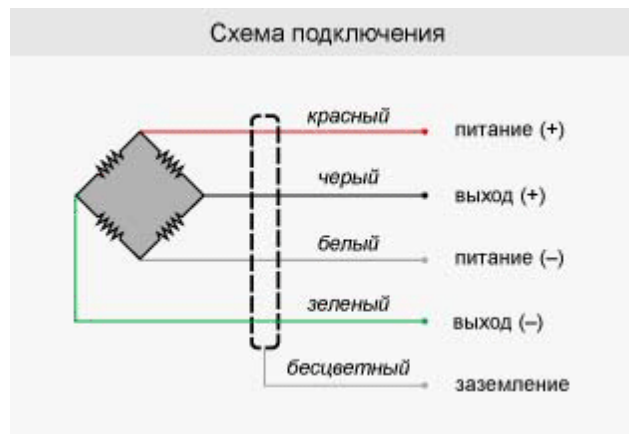 Схема подключения
красный
питание (+)
черый
выход (+)
белый
питание (–)
зеленый
выход (–)
бесцветный
заземление